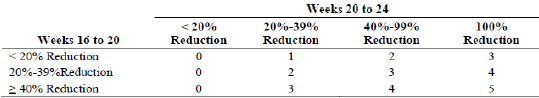 Weeks 20 to 24
< 20% 20%-39% 40%-99% 100%
Weeks 16 to 20 Reduction Reduction Reduction Reduction
< 20% Reduction 0 1 2 3
20%-39%Reduction 0 2 3 4
≥ 40% Reduction 0 3 4 5